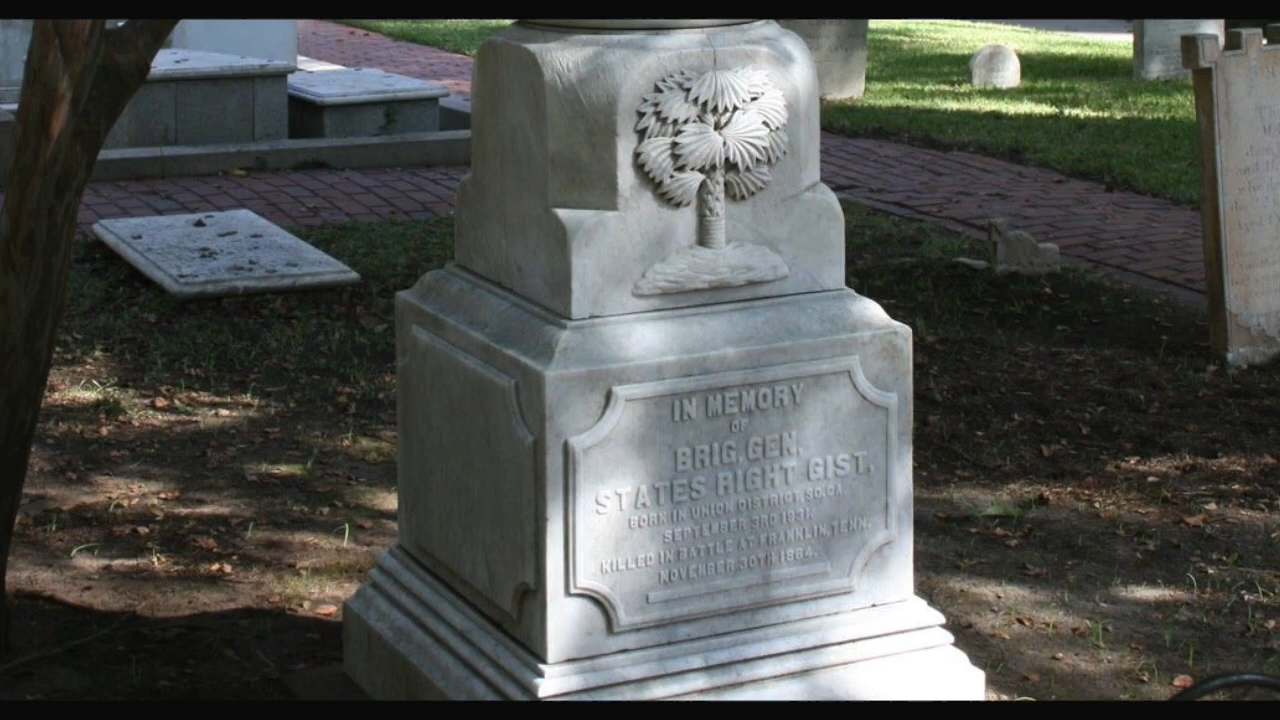 IN MEMORY
OF
BRIG. GEN.
STATES RIGHT GIST,
BORN IN UNION DISTRICT, SO. CA.
SEPTEMBER 3RD 1831.
KILLED IN BATTLE AT FRANKLIN, TENN.
NOVEMBER 30TH 1864.